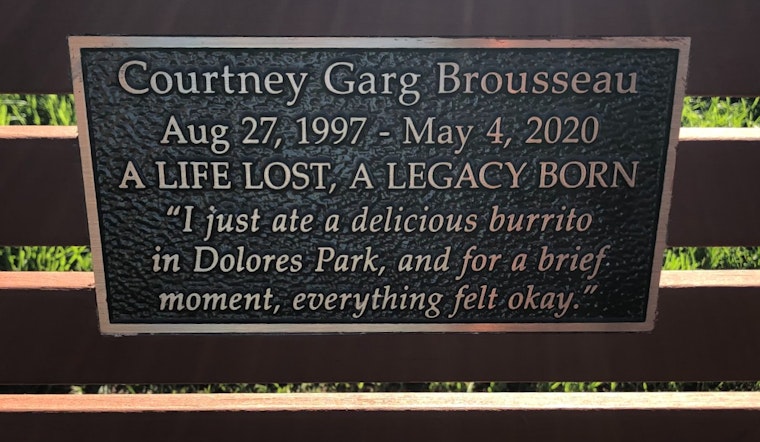 Courtney Garg Brousseau
Aug 27, 1997 - May 4, 2020
A LIFE LOST, A LEGACY BORN
“I just ate a delicious burrito
in Dolores Park, and for a brief
moment, everything felt okay.”